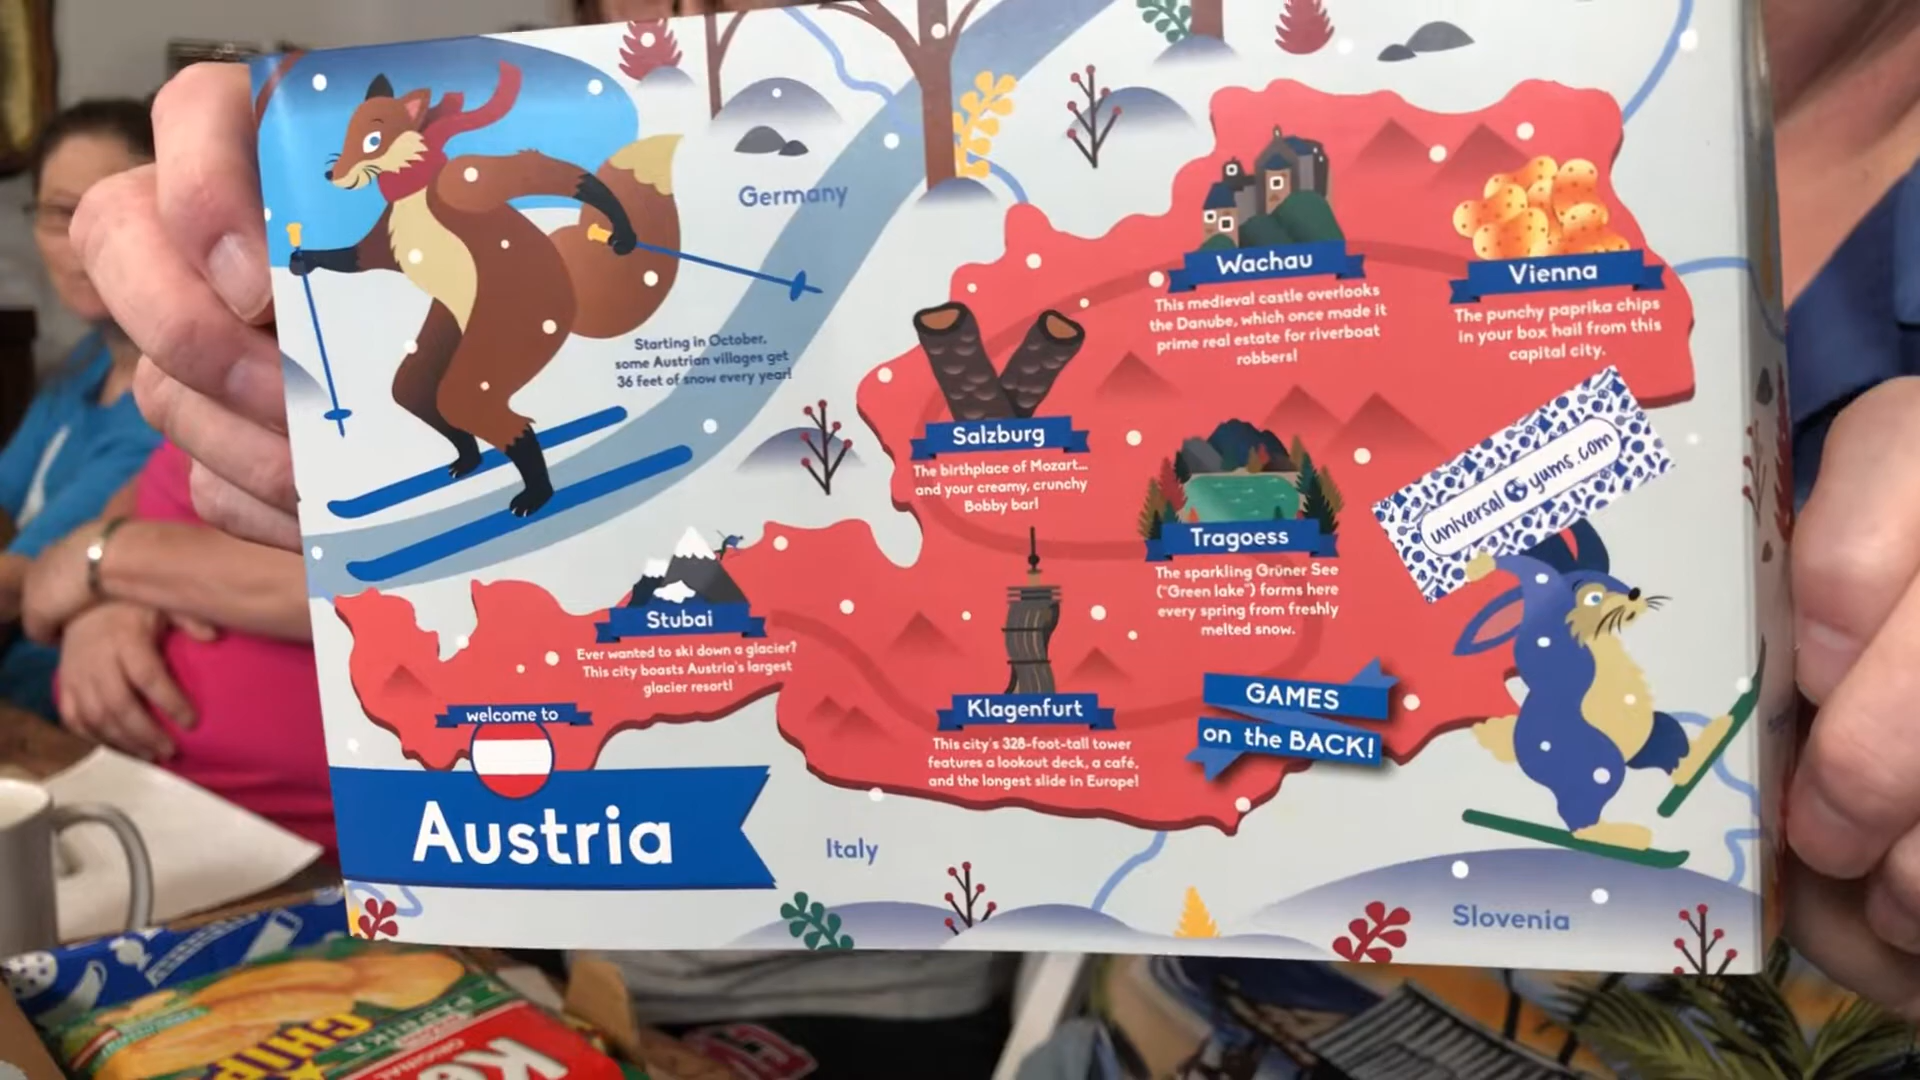 Germany
Starting in October,
some Austrian villages get
36 feet of snow every year!
Wachau
This medieval castle overlooks
the Danube, which once made it
prime real estate for riverboat
robbers!
Vienna
The punchy paprika chips
in your box hail from this
capital city.
Salzburg
The birthplace of Mozart...
and your creamy, crunchy
Bobby bar!
universal yums.com
Tragoess
The sparkling Grüner See
("Green lake") forms here
every spring from freshly
melted snow.
Stubai
Ever wanted to ski down a glacier?
This city boasts Austria's largest
glacier resort!
Klagenfurt
This city's 328-foot-tall tower
features a lookout deck, a café,
and the longest slide in Europe!
GAMES
on the BACK!
welcome to
Austria
Italy
Slovenia
PAPRIKA
ORIGINAL